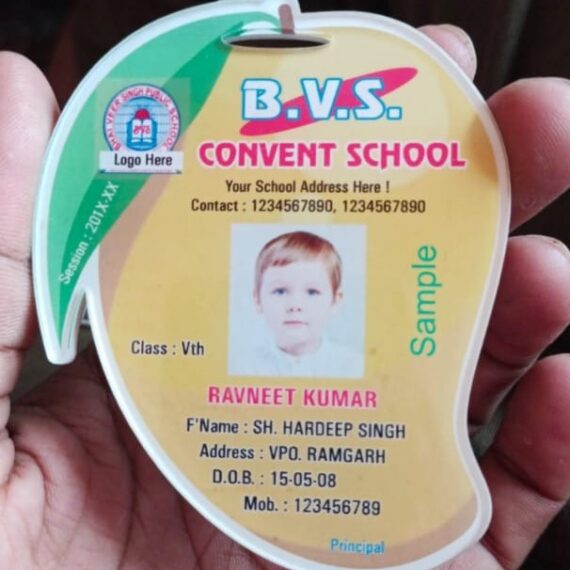 B.V.S.
CONVENT SCHOOL
Logo Here
Your School Address Here !
Contact : 1234567890, 1234567890
Session : 201X-XX
Sample
Class : Vth
RAVNEET KUMAR
F'Name : SH. HARDEEP SINGH
Address : VPO. RAMGARH
D.O.B. : 15-05-08
Mob. : 123456789
Principal